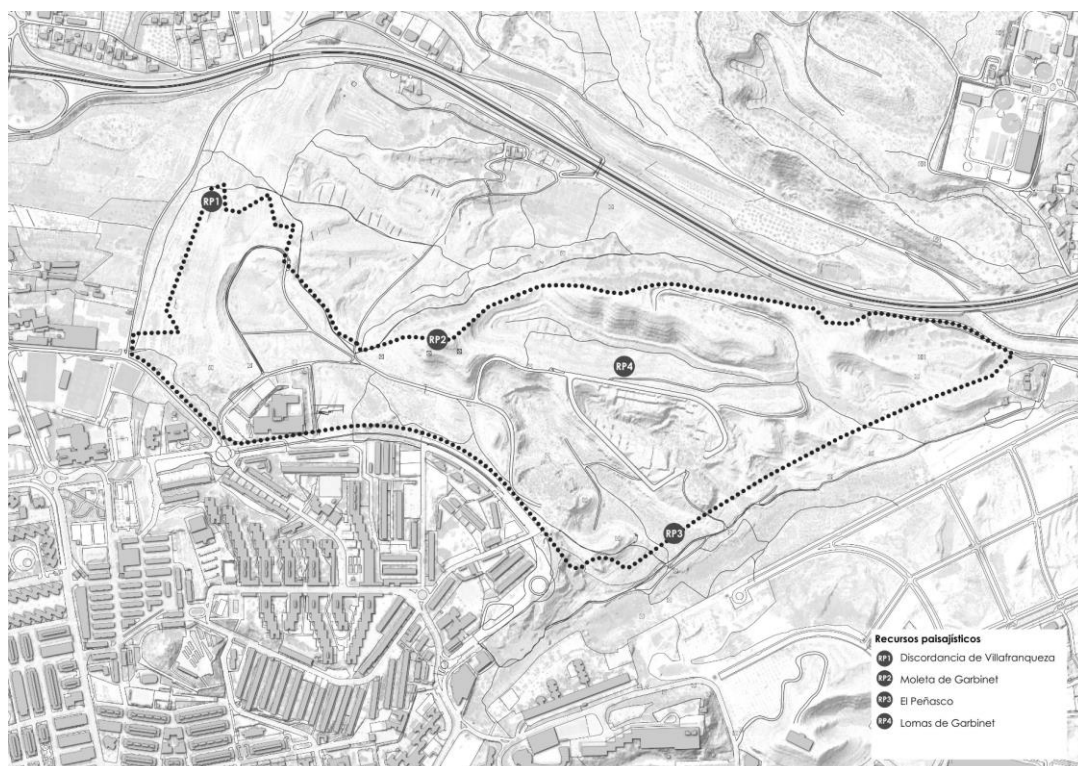 RP1
RP2
RP4
RP3
Recursos paisajísticos
RP1 Discordancia de Villafranqueza
RP2 Moleta de Garbinet
RP3 El Peñasco
RP4 Lomas de Garbinet